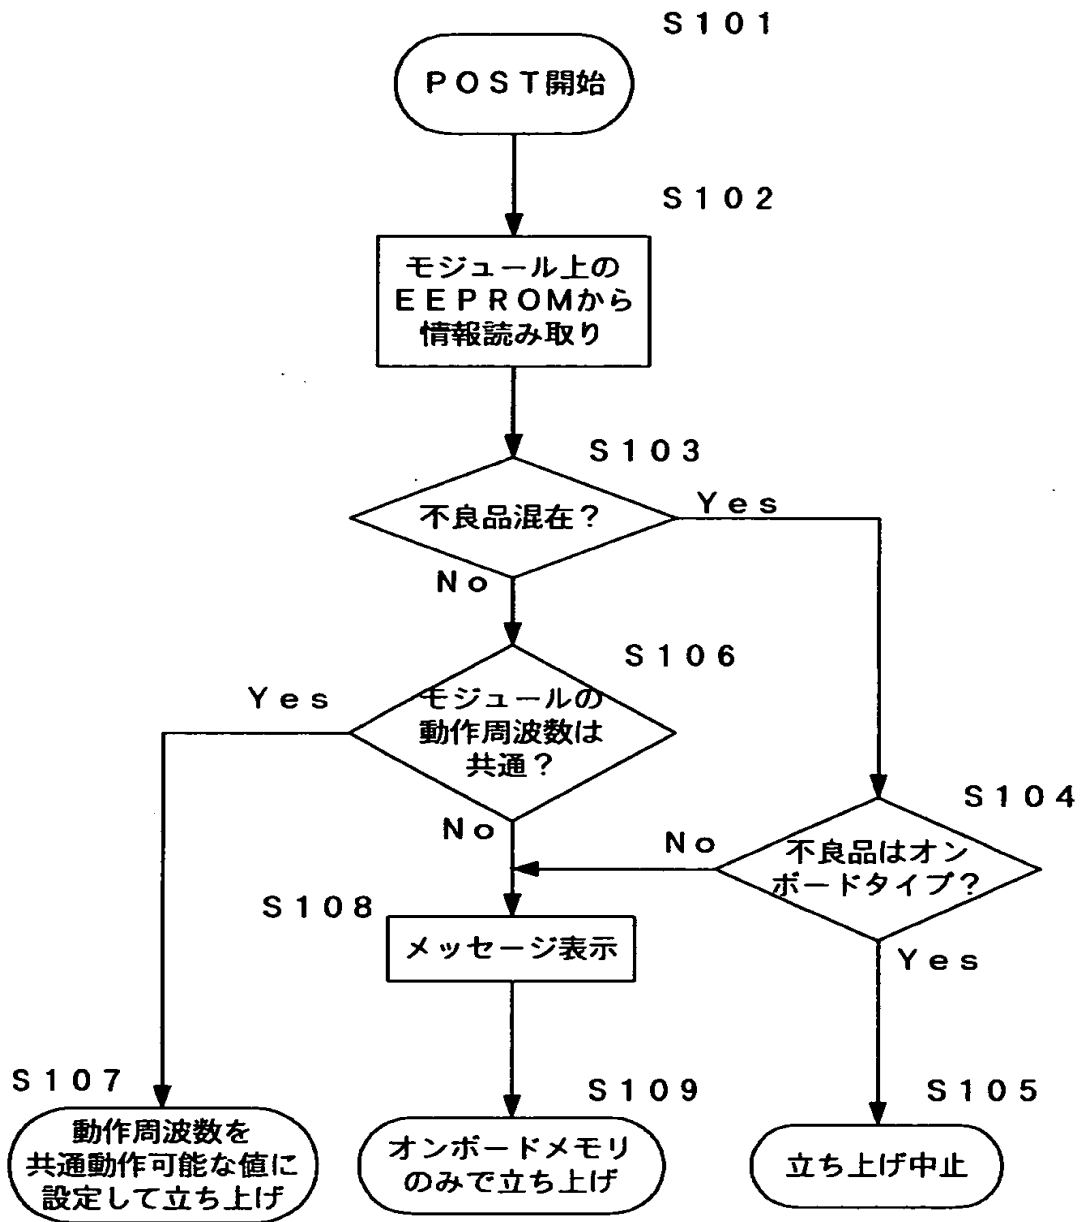 Ｓ１０１
ＰＯＳＴ開始
Ｓ１０２
モジュール上の
ＥＥＰＲＯＭから
情報読み取り
Ｓ１０３
不良品混在？
Ｙｅｓ
Ｎｏ
Ｓ１０６
Ｙｅｓ
モジュールの
動作周波数は
共通？
Ｎｏ
Ｓ１０４
Ｎｏ
不良品はオン
ボードタイプ？
Ｙｅｓ
Ｓ１０８
メッセージ表示
Ｓ１０７
動作周波数を
共通動作可能な値に
設定して立ち上げ
Ｓ１０９
オンボードメモリ
のみで立ち上げ
Ｓ１０５
立ち上げ中止